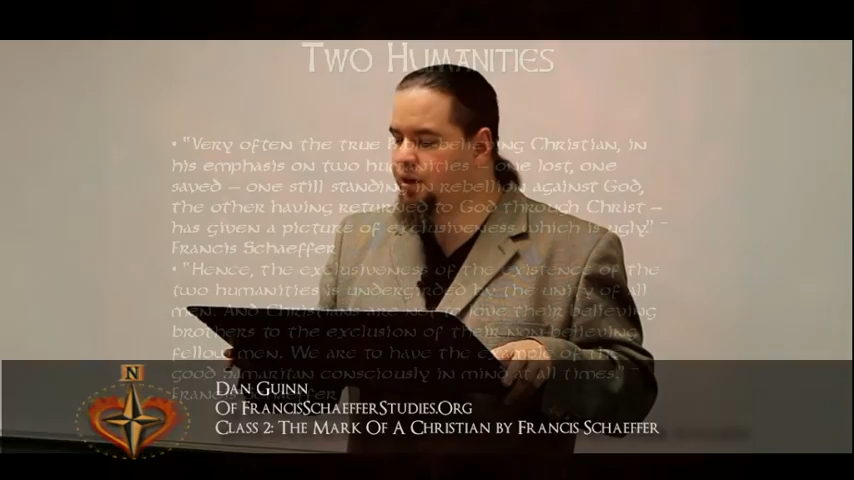 Two Humanities
• "Very often the true B ng Christian, in
his emphasis on two humanities – one lost, one
saved – one still standing in rebellion against God,
the other having returned to God through Christ –
has given a picture of exclusiveness which is ugly." –
Francis Schaeffer
• "Hence, the exclusiveness of the existence of the
two humanities is undergirded by the unity of all
men. And Christians are not to love their believing
brothers to the exclusion of their non-believing
fellow men. We are to have the example of the
good Samaritan consciously in mind at all times."
Francis Schaeffer
N
Dan Guinn
Of FrancisSchaefferStudies.Org
Class 2: The Mark Of A Christian by Francis Schaeffer